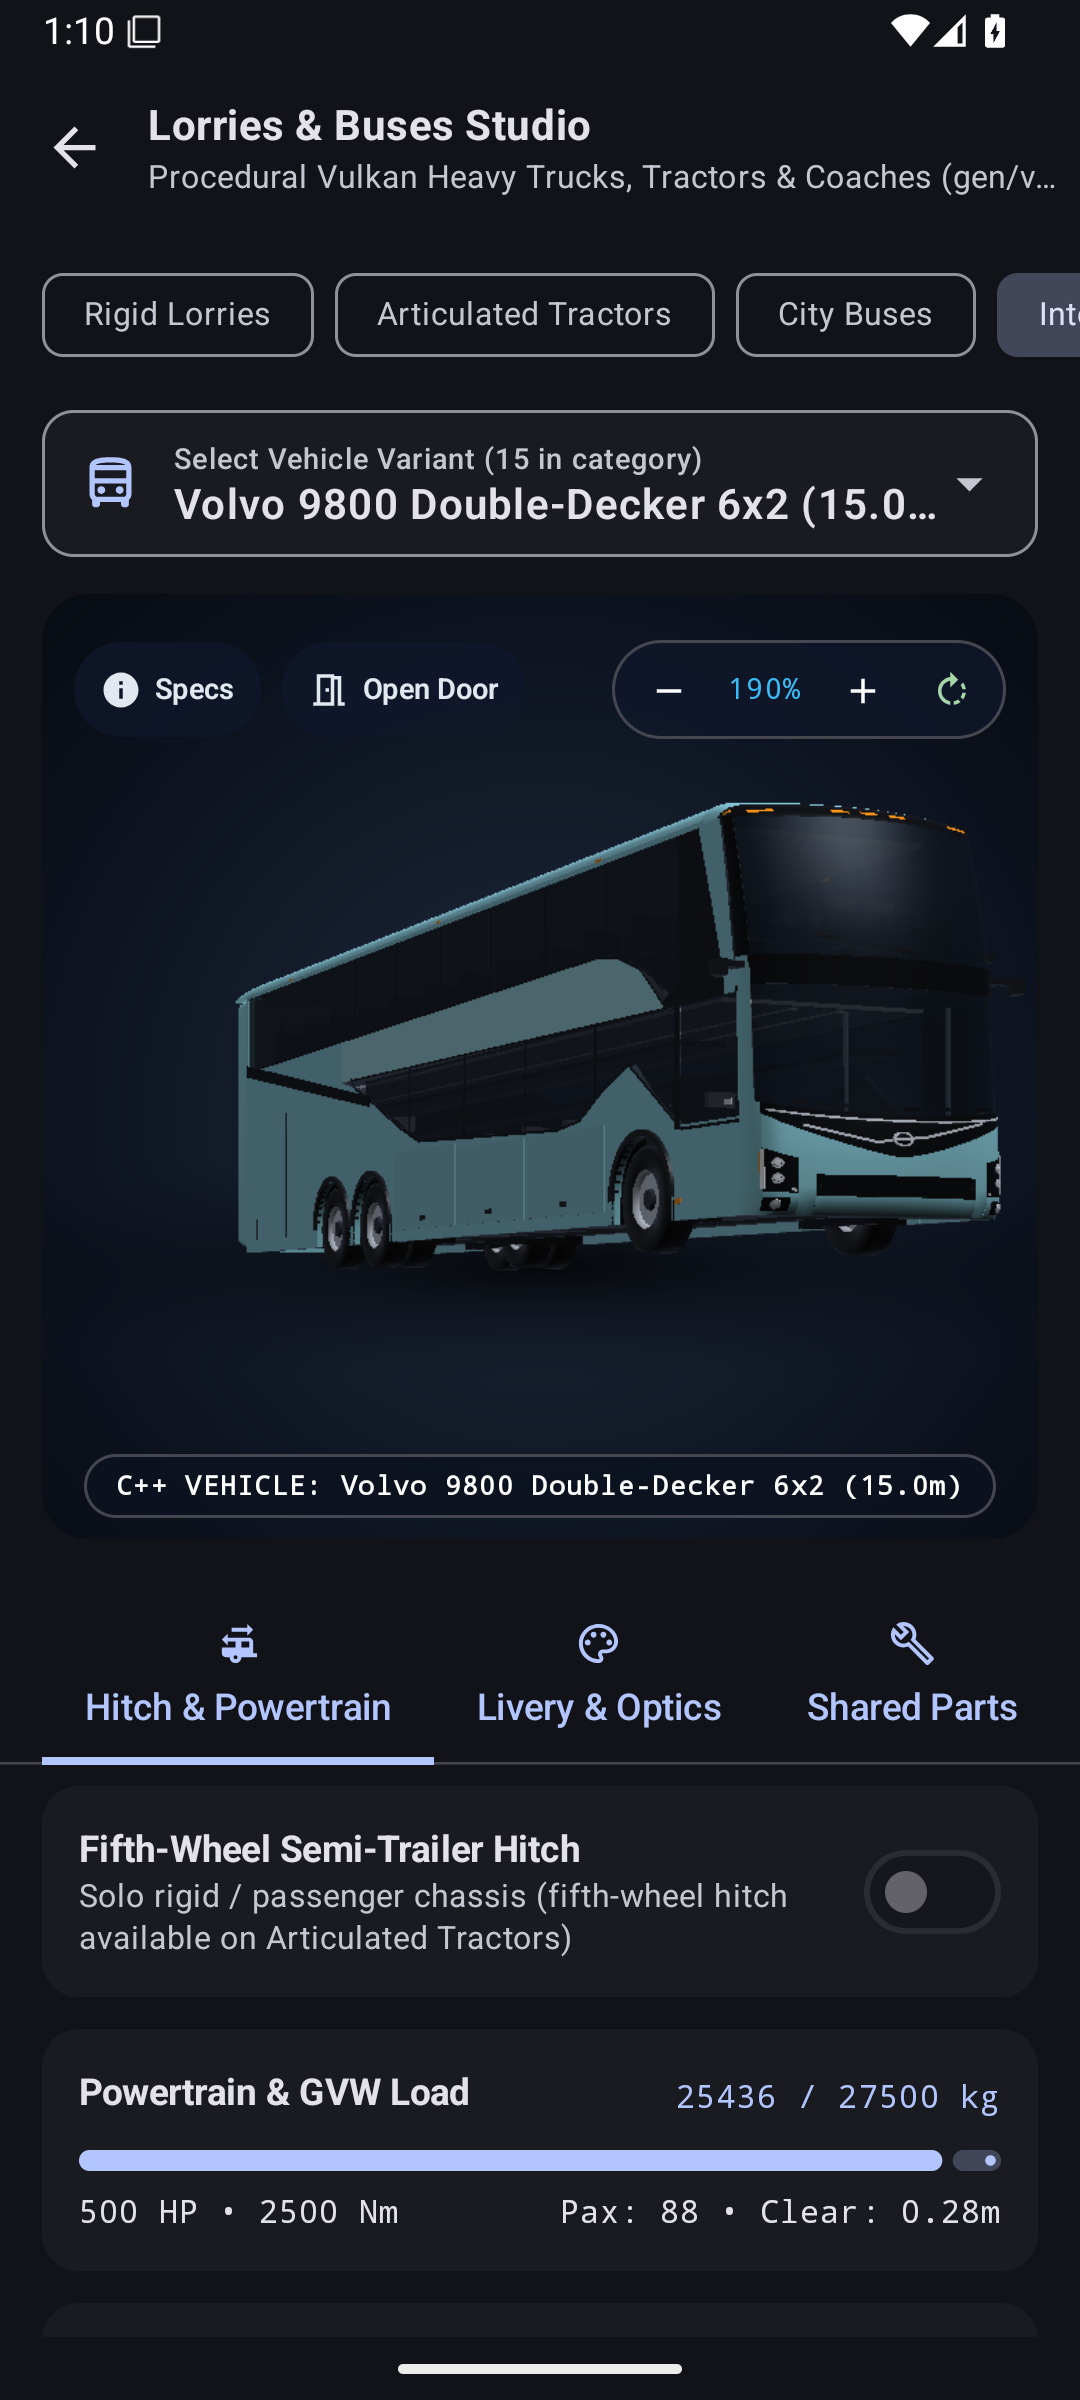 1:10
Lorries & Buses Studio
Procedural Vulkan Heavy Trucks, Tractors & Coaches (gen/v…
Rigid Lorries
Articulated Tractors
City Buses
Int
Select Vehicle Variant (15 in category)
Volvo 9800 Double-Decker 6x2 (15.0…
Specs
Open Door
190%
C++ VEHICLE: Volvo 9800 Double-Decker 6x2 (15.0m)
Hitch & Powertrain
Livery & Optics
Shared Parts
Fifth-Wheel Semi-Trailer Hitch
Solo rigid / passenger chassis (fifth-wheel hitch
available on Articulated Tractors)
Powertrain & GVW Load
25436 / 27500 kg
500 HP • 2500 Nm
Pax: 88 • Clear: 0.28m